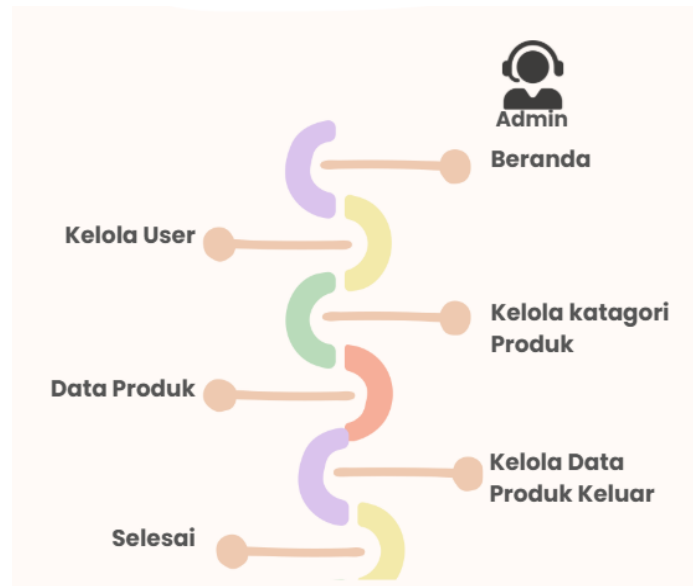 Admin
Beranda
Kelola User
Kelola katagori
Produk
Data Produk
Kelola Data
Produk Keluar
Selesai